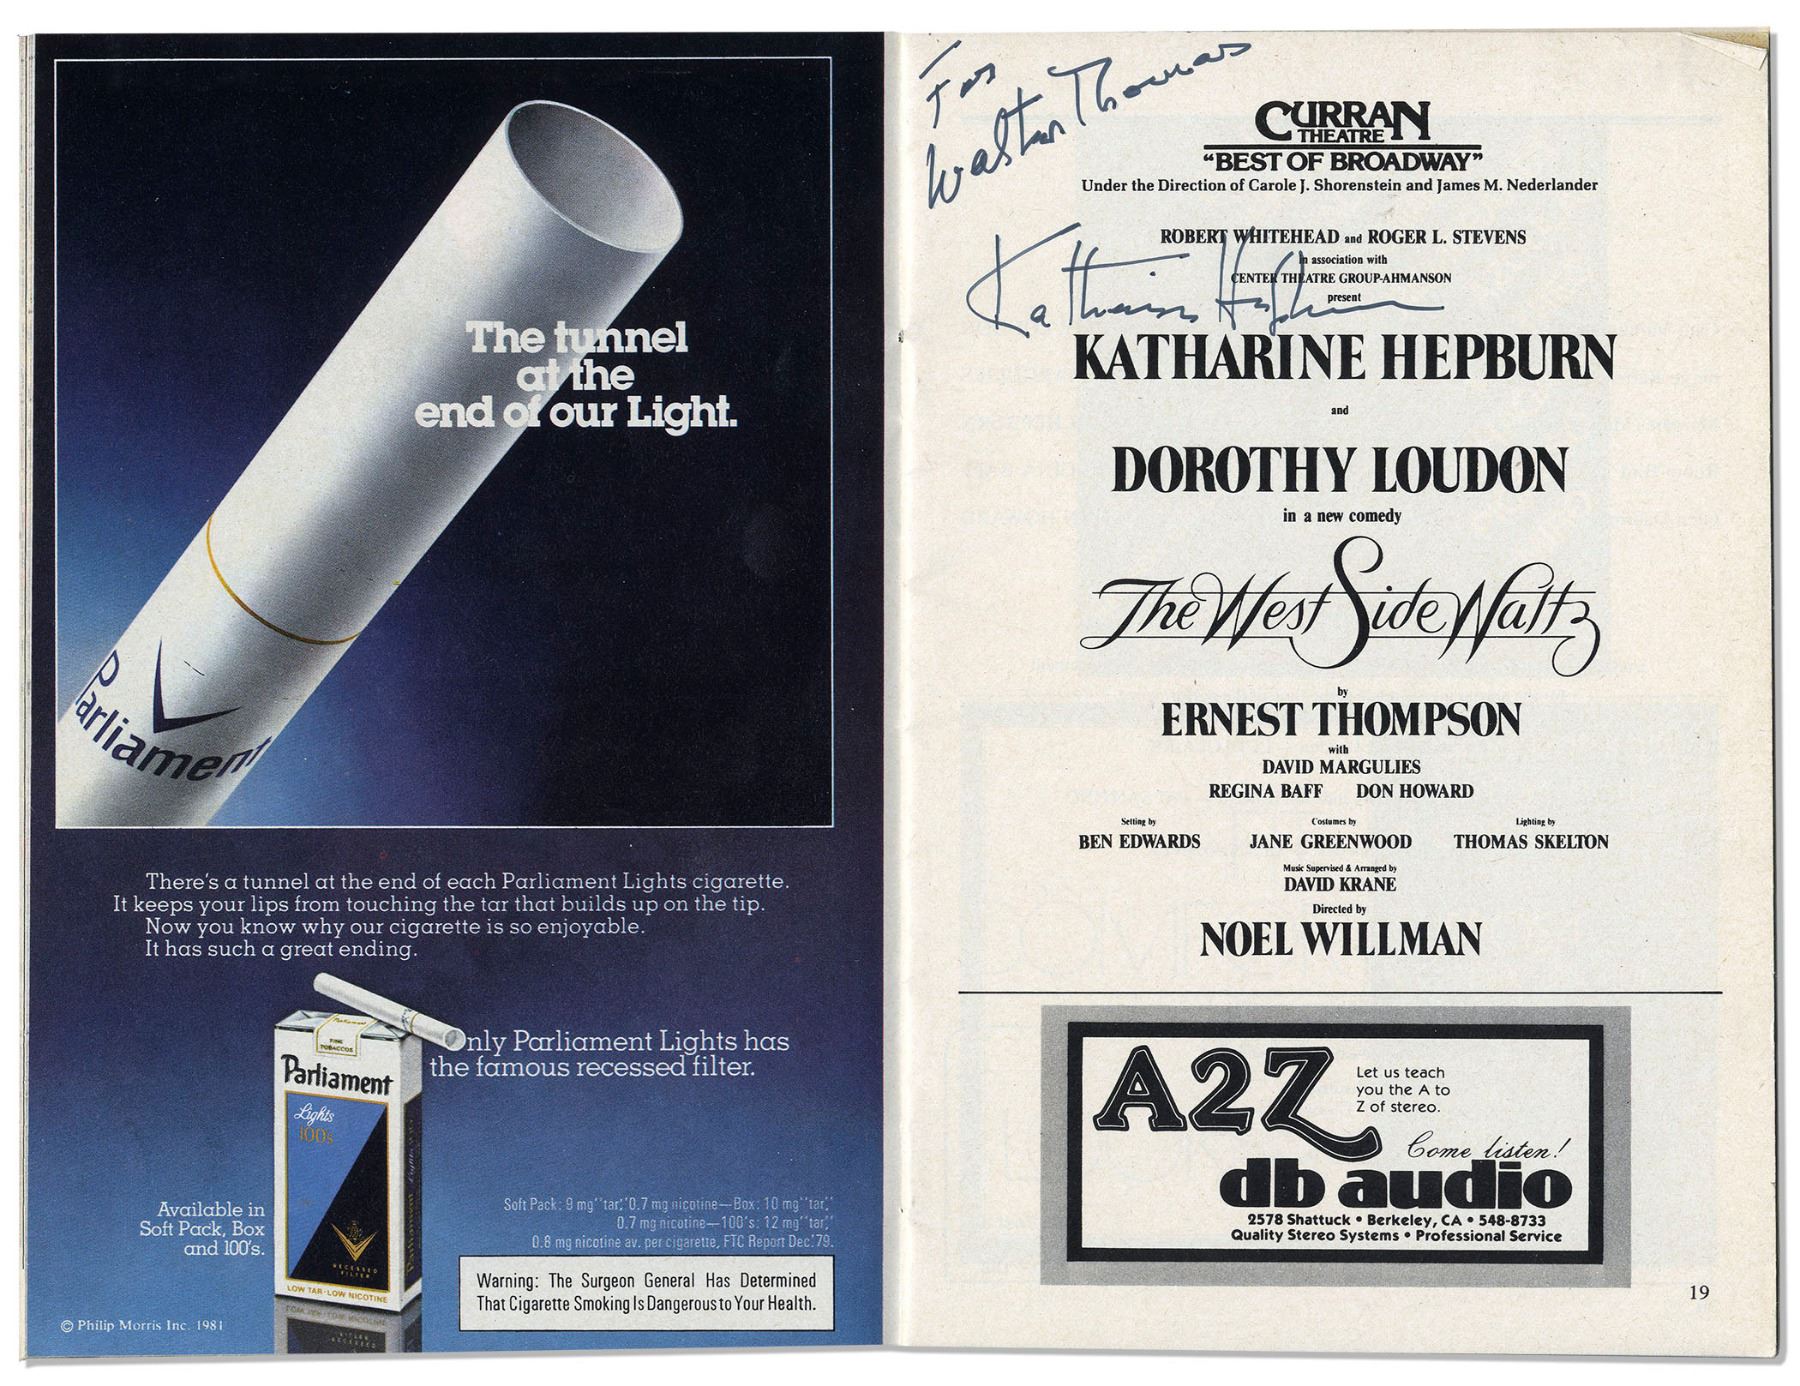 The tunnel
at the
end of our Light.
Parliament
There's a tunnel at the end of each Parliament Lights cigarette.
It keeps your lips from touching the tar that builds up on the tip.
Now you know why our cigarette is so enjoyable.
It has such a great ending.
Only Parliament Lights has
the famous recessed filter.
Parliament
FINE
TOBACCOS
Parliament
Lights
100's
RECESSED
FILTER
LOW TAR-LOW NICOTINE
Available in
Soft Pack, Box
and 100's.
Soft Pack: 9 mg "tar," 0.7 mg nicotine—Box: 10 mg "tar,"
0.7 mg nicotine—100's: 12 mg "tar,"
0.8 mg nicotine av. per cigarette, FTC Report Dec.'79.
Warning: The Surgeon General Has Determined
That Cigarette Smoking Is Dangerous to Your Health.
© Philip Morris Inc. 1981
For
Walter Thomas
Katharine Hepburn
CURRAN
THEATRE
"BEST OF BROADWAY"
Under the Direction of Carole J. Shorenstein and James M. Nederlander
ROBERT WHITEHEAD and ROGER L. STEVENS
in association with
CENTER THEATRE GROUP-AHMANSON
present
KATHARINE HEPBURN
and
DOROTHY LOUDON
in a new comedy
The West Side Waltz
by
ERNEST THOMPSON
with
DAVID MARGULIES
REGINA BAFF DON HOWARD
Setting by Costumes by Lighting by
BEN EDWARDS JANE GREENWOOD THOMAS SKELTON
Music Supervised & Arranged by
DAVID KRANE
Directed by
NOEL WILLMAN
A2Z
Let us teach
you the A to
Z of stereo.
Come listen!
db audio
2578 Shattuck • Berkeley, CA • 548-8733
Quality Stereo Systems • Professional Service
19